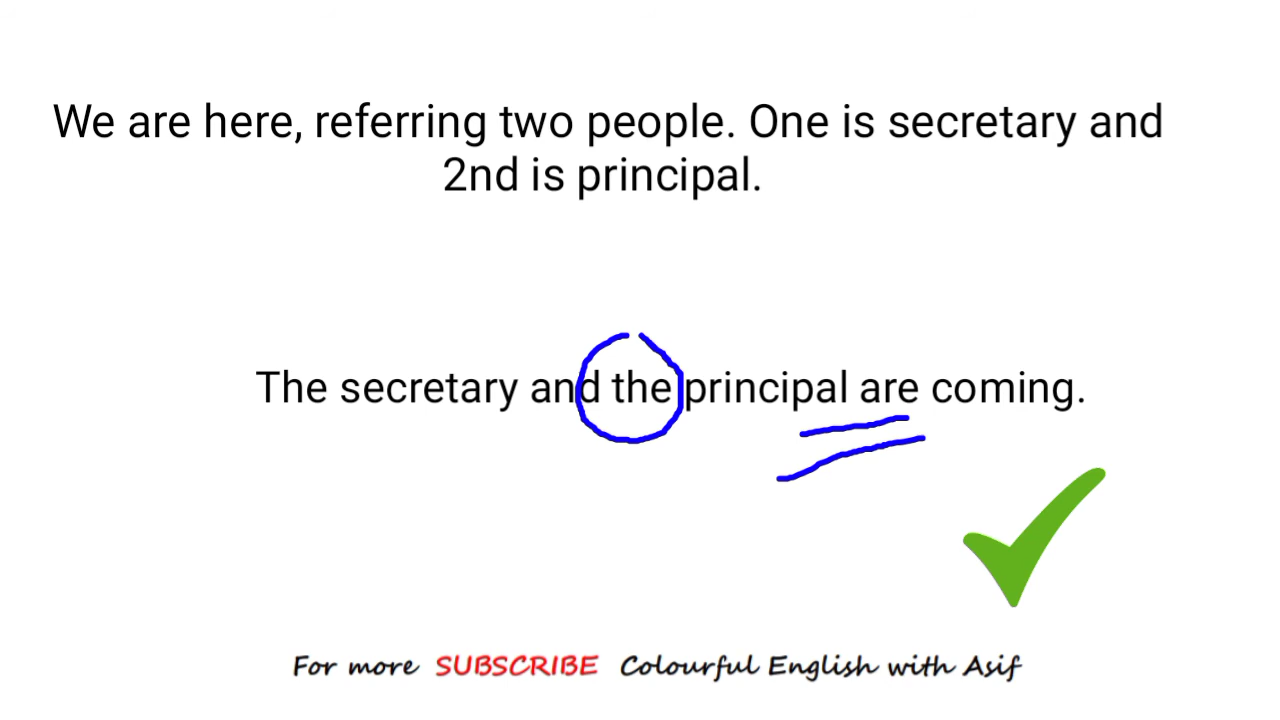 We are here, referring two people. One is secretary and
2nd is principal.
The secretary and the principal are coming.
For more SUBSCRIBE Colourful English with Asif